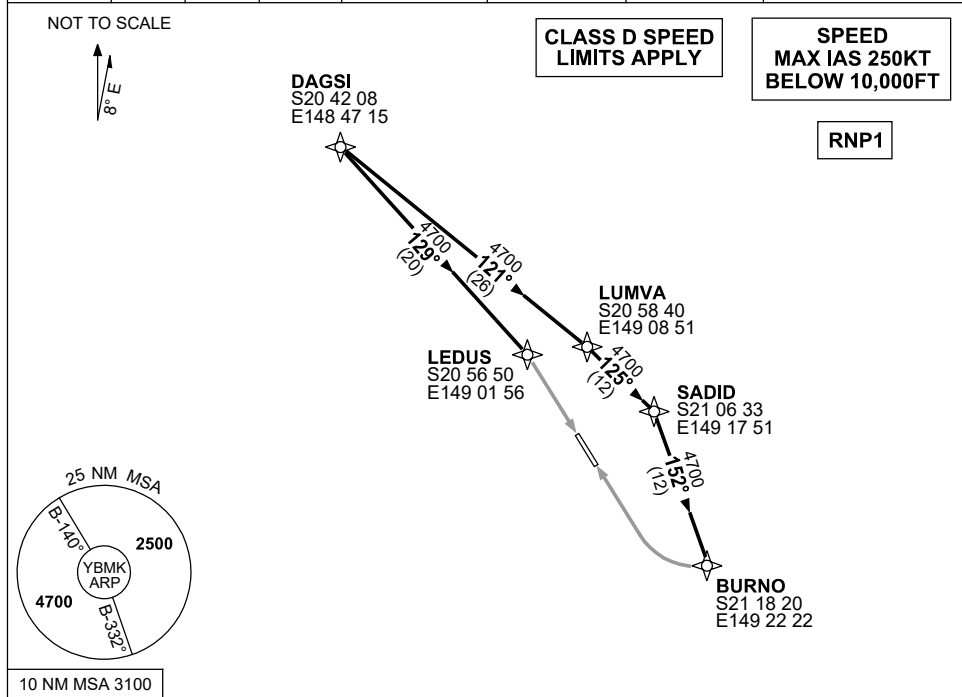 NOT TO SCALE
8° E
CLASS D SPEED
LIMITS APPLY
SPEED
MAX IAS 250KT
BELOW 10,000FT
RNP1
DAGSI
S20 42 08
E148 47 15
4700
129°
(20)
4700
121°
(26)
LUMVA
S20 58 40
E149 08 51
LEDUS
S20 56 50
E149 01 56
4700
125°
(12)
SADID
S21 06 33
E149 17 51
4700
152°
(12)
BURNO
S21 18 20
E149 22 22
25 NM MSA
B-140°
2500
YBMK
ARP
4700
B-332°
10 NM MSA 3100